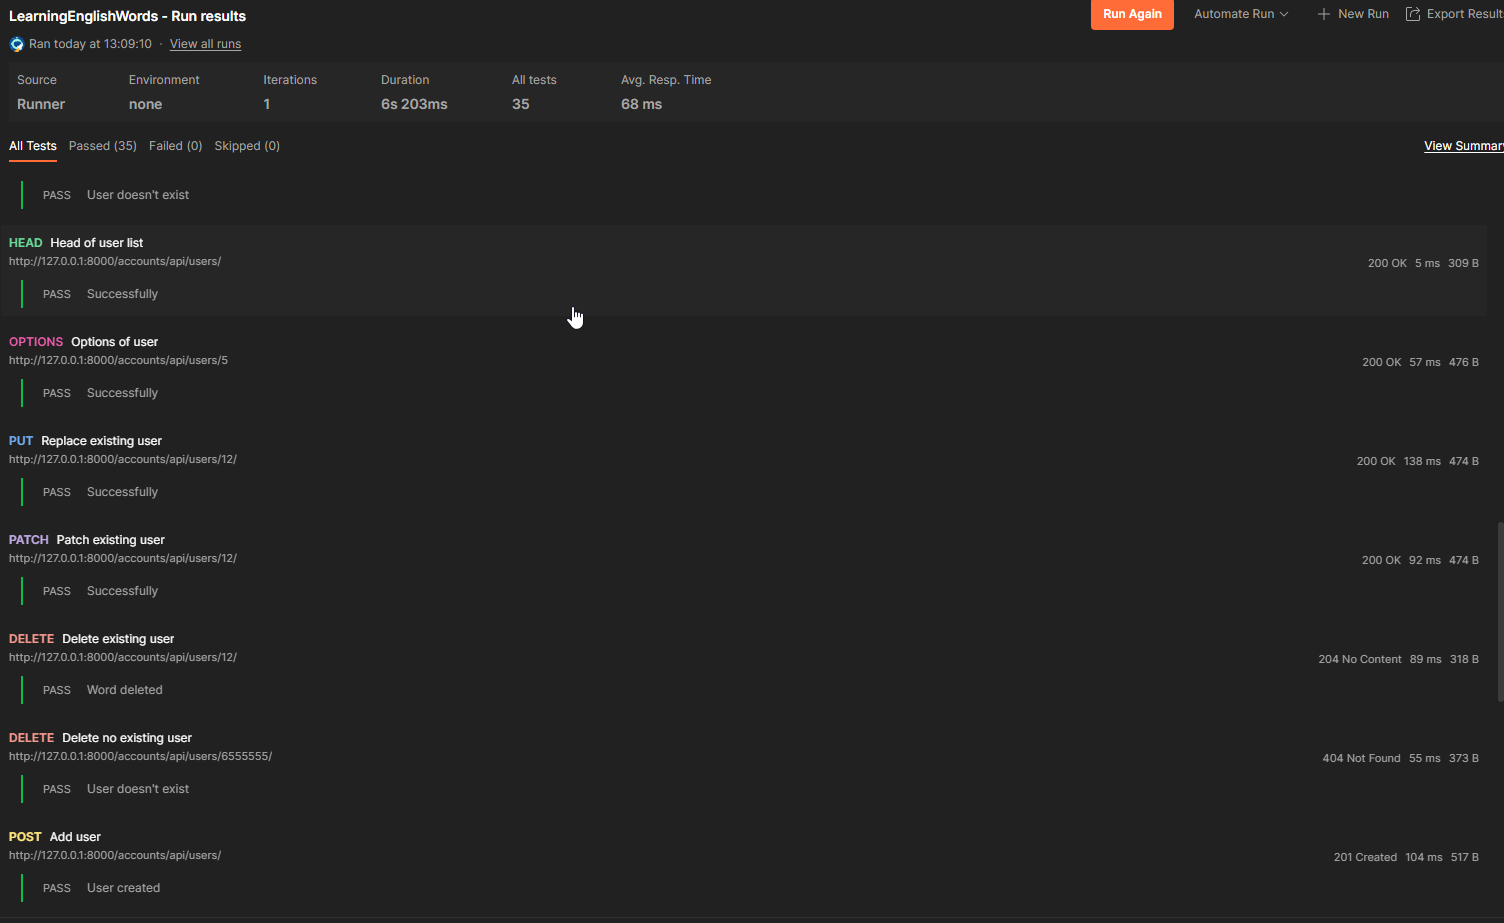 LearningEnglishWords - Run results
Run Again Automate Run New Run Export Result
Ran today at 13:09:10 · View all runs
Source Environment Iterations Duration All tests Avg. Resp. Time
Runner none 1 6s 203ms 35 68 ms
All Tests Passed (35) Failed (0) Skipped (0) View Summar
PASS User doesn't exist
HEAD Head of user list
http://127.0.0.1:8000/accounts/api/users/
200 OK 5 ms 309 B
PASS Successfully
OPTIONS Options of user
http://127.0.0.1:8000/accounts/api/users/5
200 OK 57 ms 476 B
PASS Successfully
PUT Replace existing user
http://127.0.0.1:8000/accounts/api/users/12/
200 OK 138 ms 474 B
PASS Successfully
PATCH Patch existing user
http://127.0.0.1:8000/accounts/api/users/12/
200 OK 92 ms 474 B
PASS Successfully
DELETE Delete existing user
http://127.0.0.1:8000/accounts/api/users/12/
204 No Content 89 ms 318 B
PASS Word deleted
DELETE Delete no existing user
http://127.0.0.1:8000/accounts/api/users/6555555/
404 Not Found 55 ms 373 B
PASS User doesn't exist
POST Add user
http://127.0.0.1:8000/accounts/api/users/
201 Created 104 ms 517 B
PASS User created